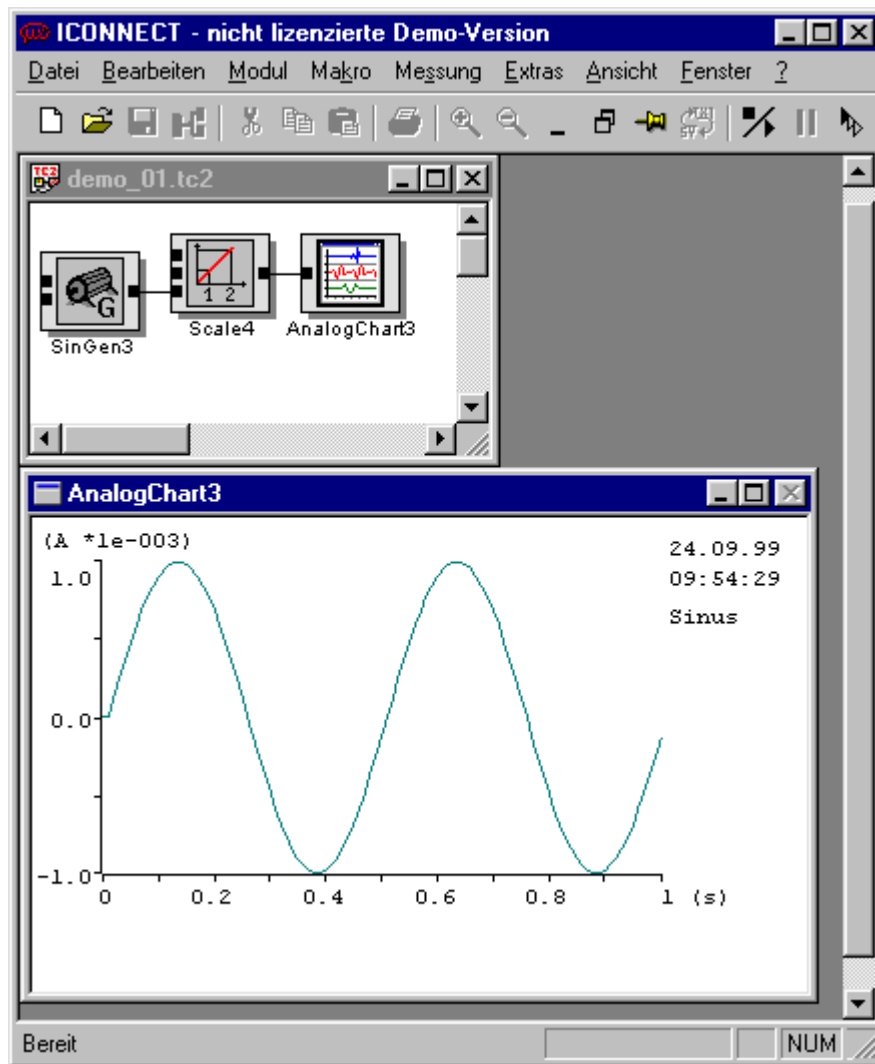 ICONNECT - nicht lizenzierte Demo-Version
Datei Bearbeiten Modul Makro Messung Extras Ansicht Fenster ?
demo_01.tc2
TC2
G
1 2
SinGen3
Scale4
AnalogChart3
AnalogChart3
(A *1e-003)
24.09.99
09:54:29
Sinus
1.0
0.0
-1.0
0 0.2 0.4 0.6 0.8 1 (s)
Bereit
NUM